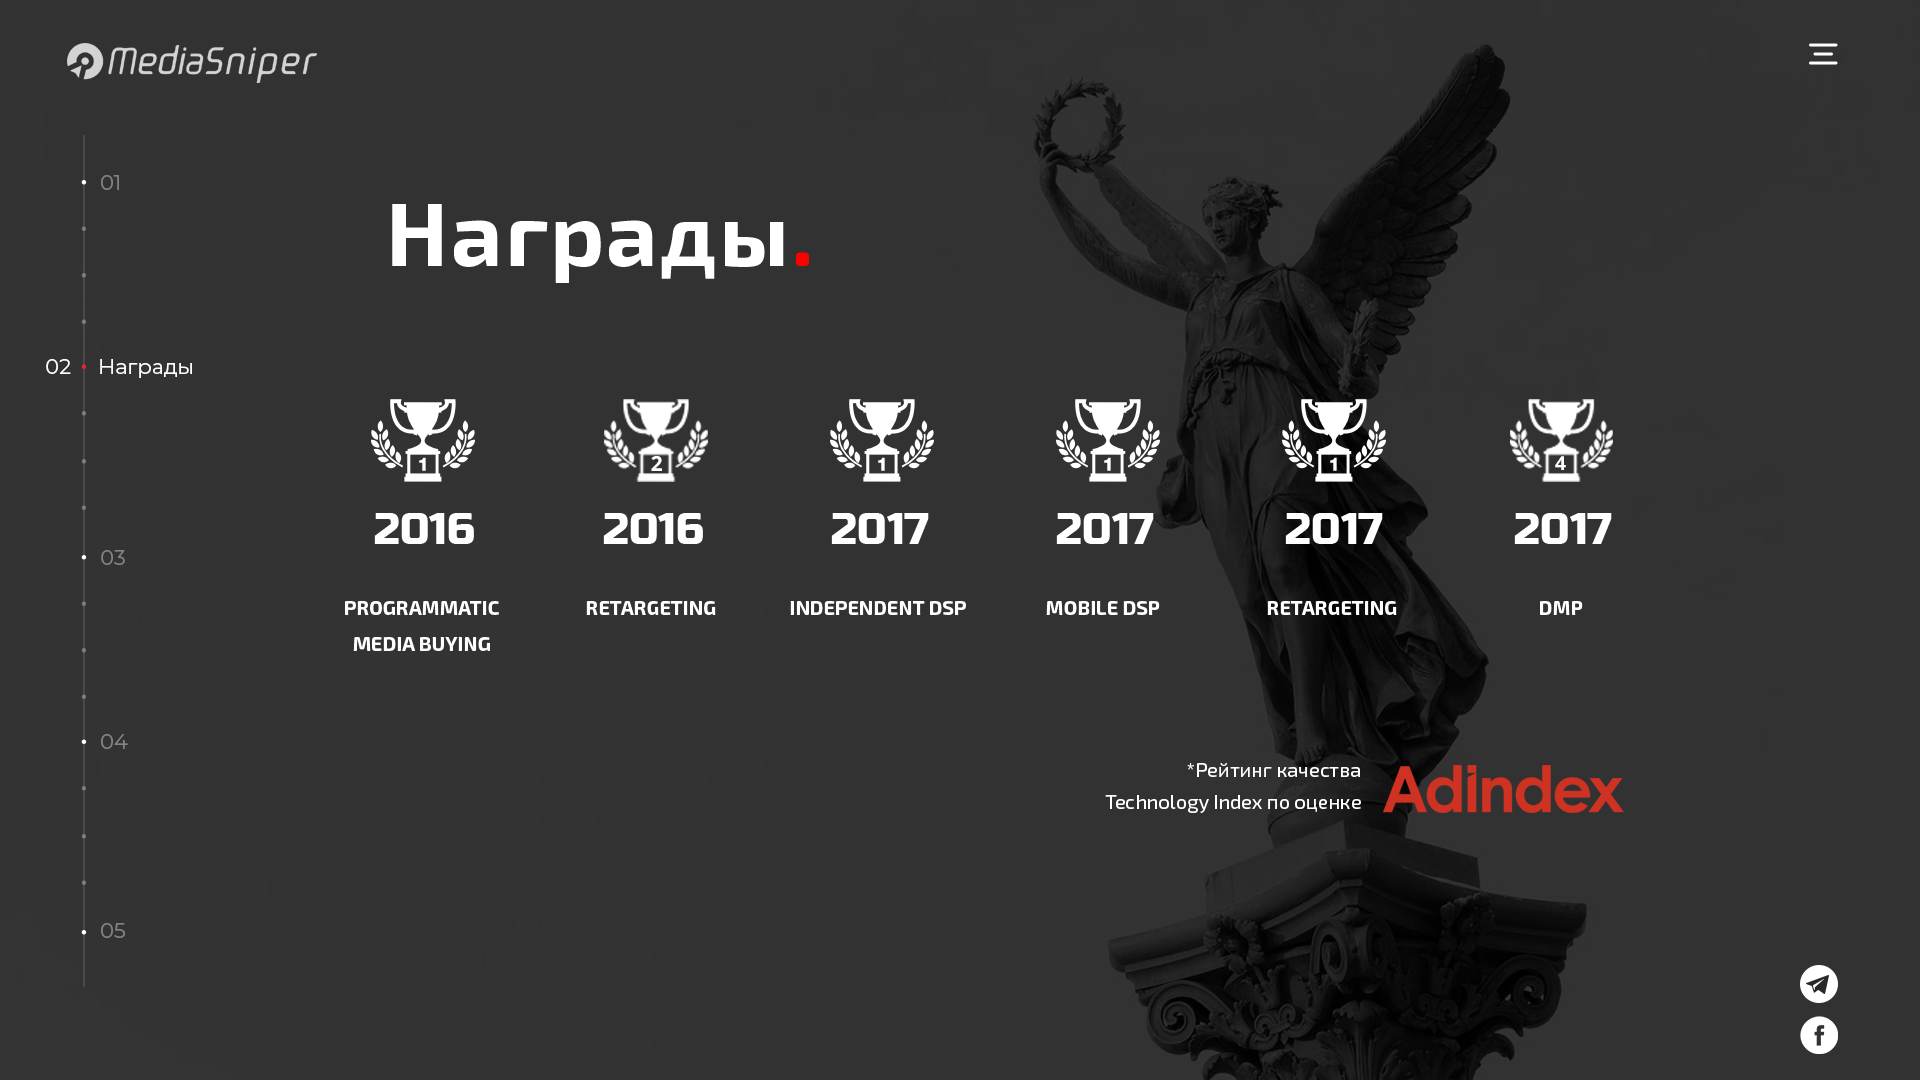 MediaSniper
01
Награды.
02 Награды
1 2 1 1 1 4
2016 2016 2017 2017 2017 2017
PROGRAMMATIC RETARGETING INDEPENDENT DSP MOBILE DSP RETARGETING DMP
MEDIA BUYING
03
04
*Рейтинг качества
Technology Index по оценке Adindex
05